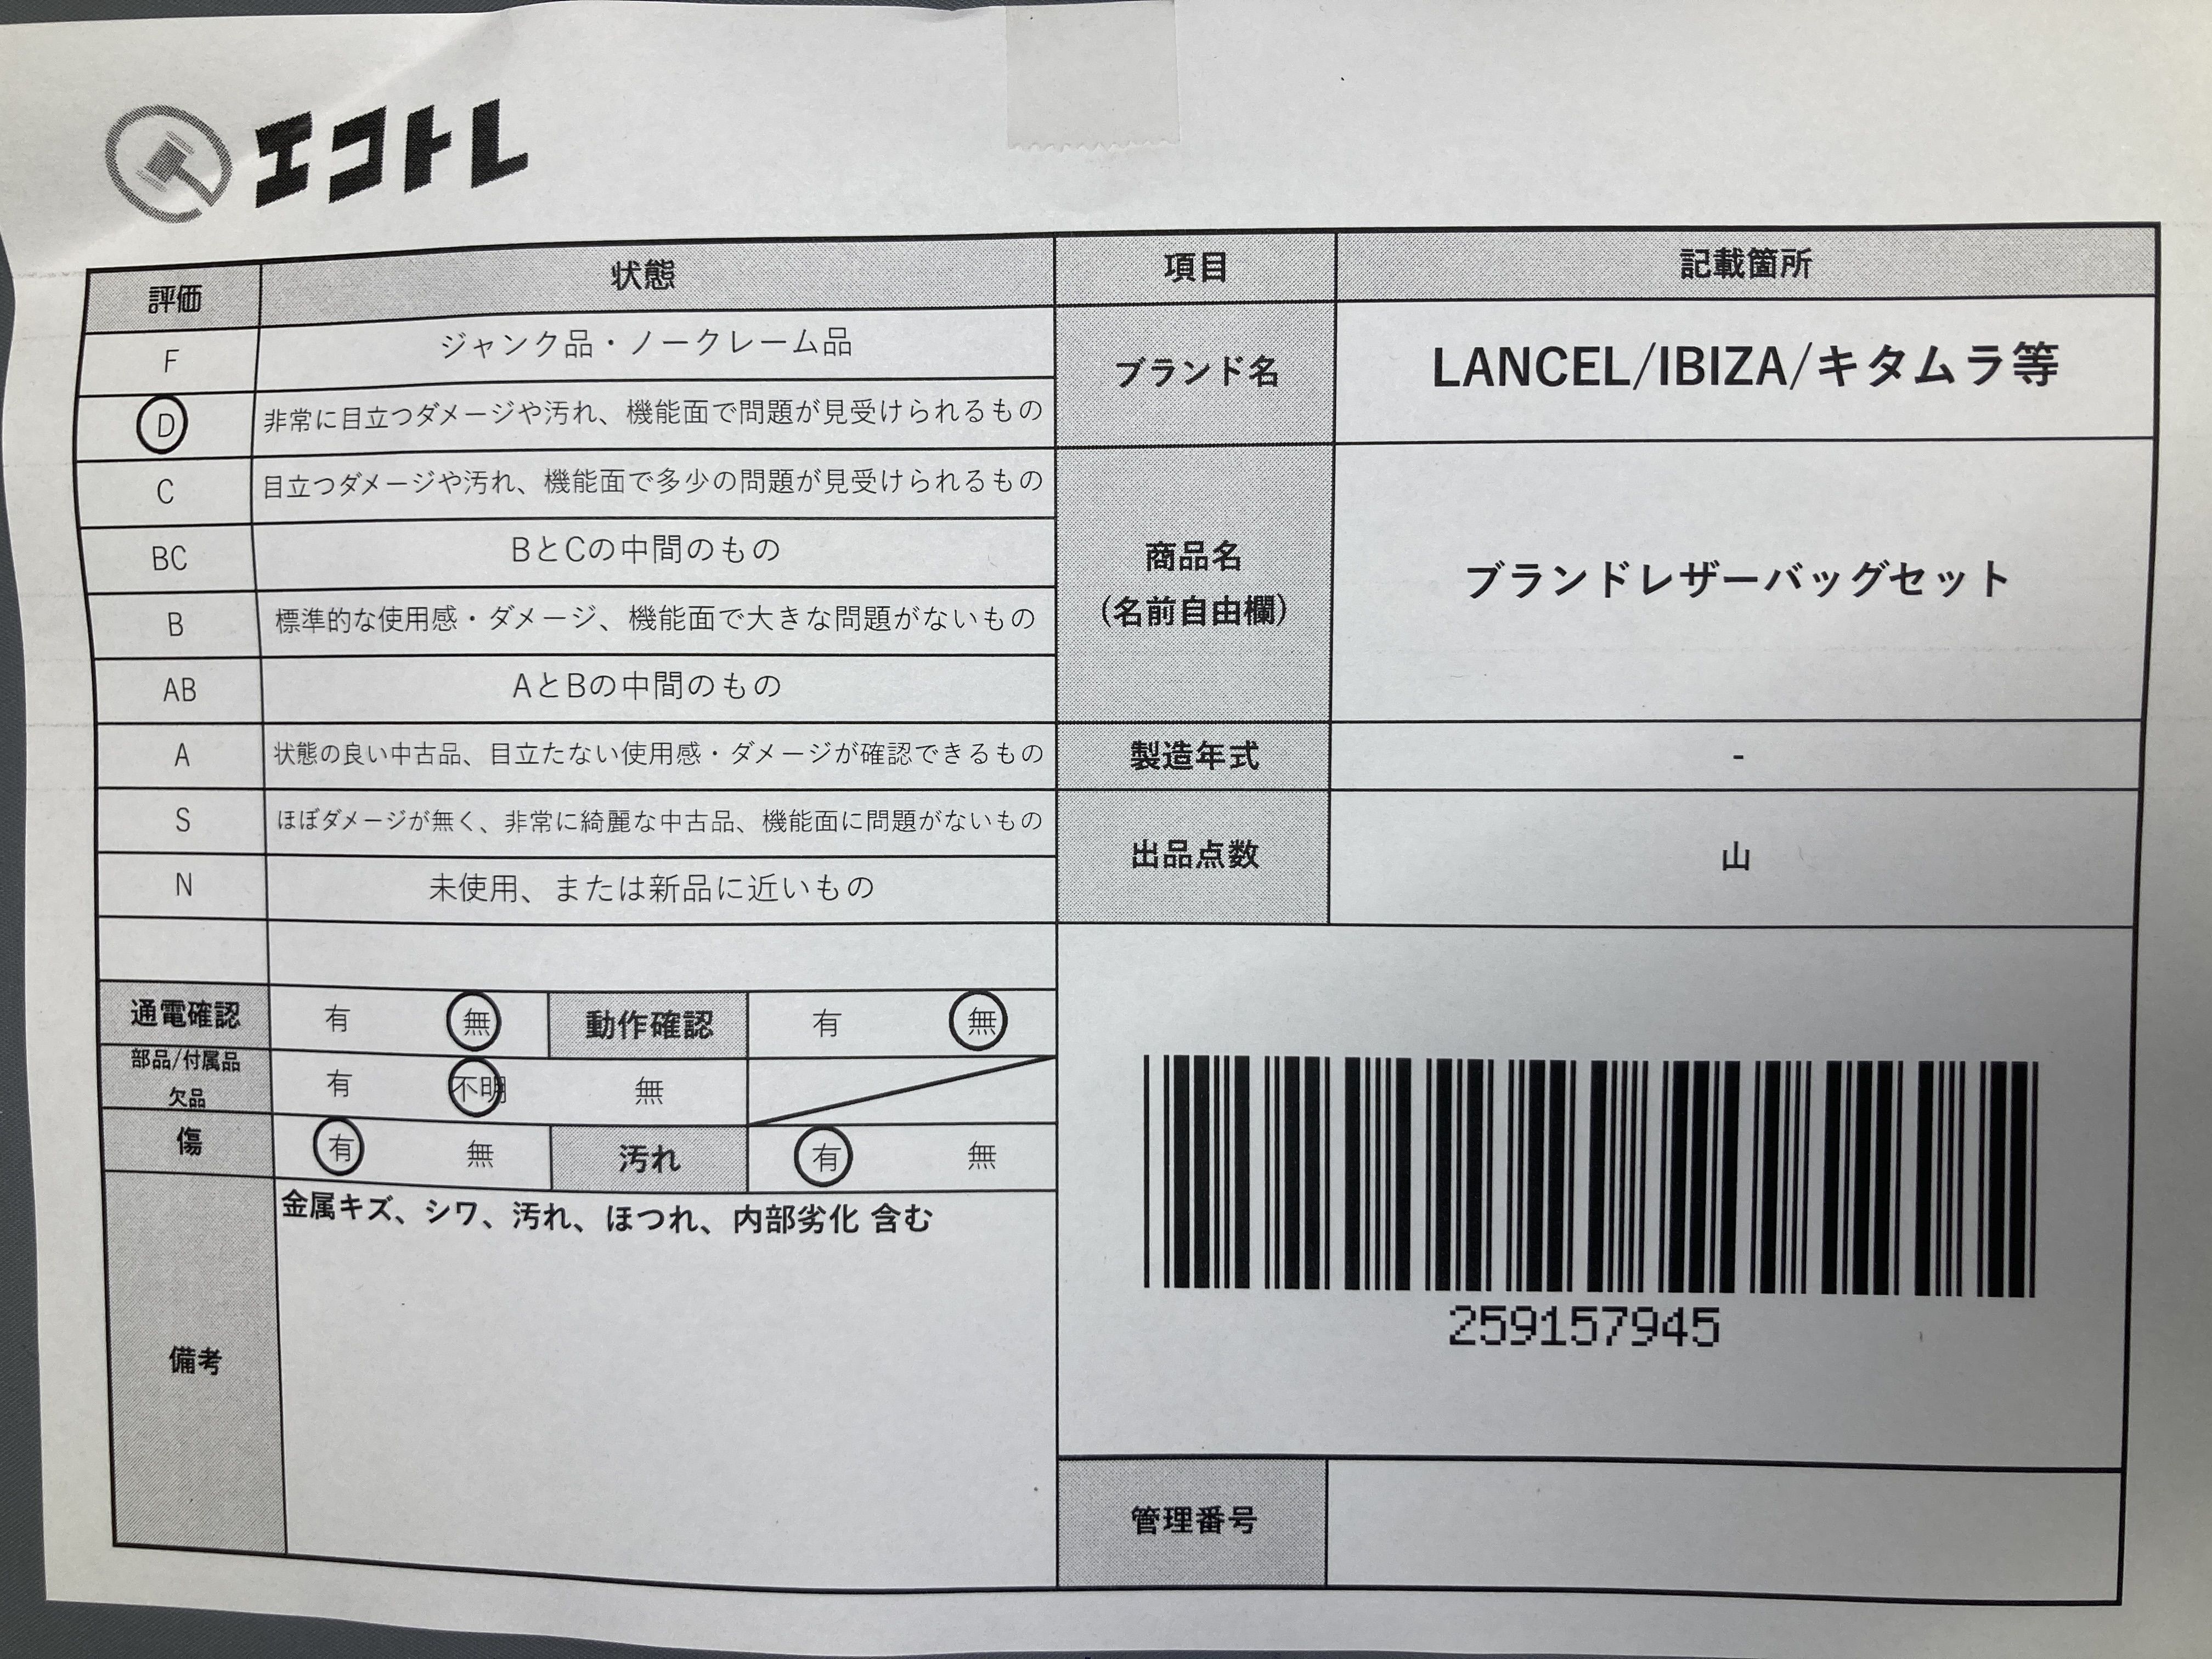 エコトレ
評価 状態
F ジャンク品・ノークレーム品
D 非常に目立つダメージや汚れ、機能面で問題が見受けられるもの
C 目立つダメージや汚れ、機能面で多少の問題が見受けられるもの
BC BとCの中間のもの
B 標準的な使用感・ダメージ、機能面で大きな問題がないもの
AB AとBの中間のもの
A 状態の良い中古品、目立たない使用感・ダメージが確認できるもの
S ほぼダメージが無く、非常に綺麗な中古品、機能面に問題がないもの
N 未使用、または新品に近いもの
通電確認 有 無 動作確認 有 無
部品/付属品
欠品 有 不明 無
傷 有 無 汚れ 有 無
備考 金属キズ、シワ、汚れ、ほつれ、内部劣化 含む
項目 記載箇所
ブランド名 LANCEL/IBIZA/キタムラ等
商品名
(名前自由欄) ブランドレザーバッグセット
製造年式 -
出品点数 山
259157945
管理番号